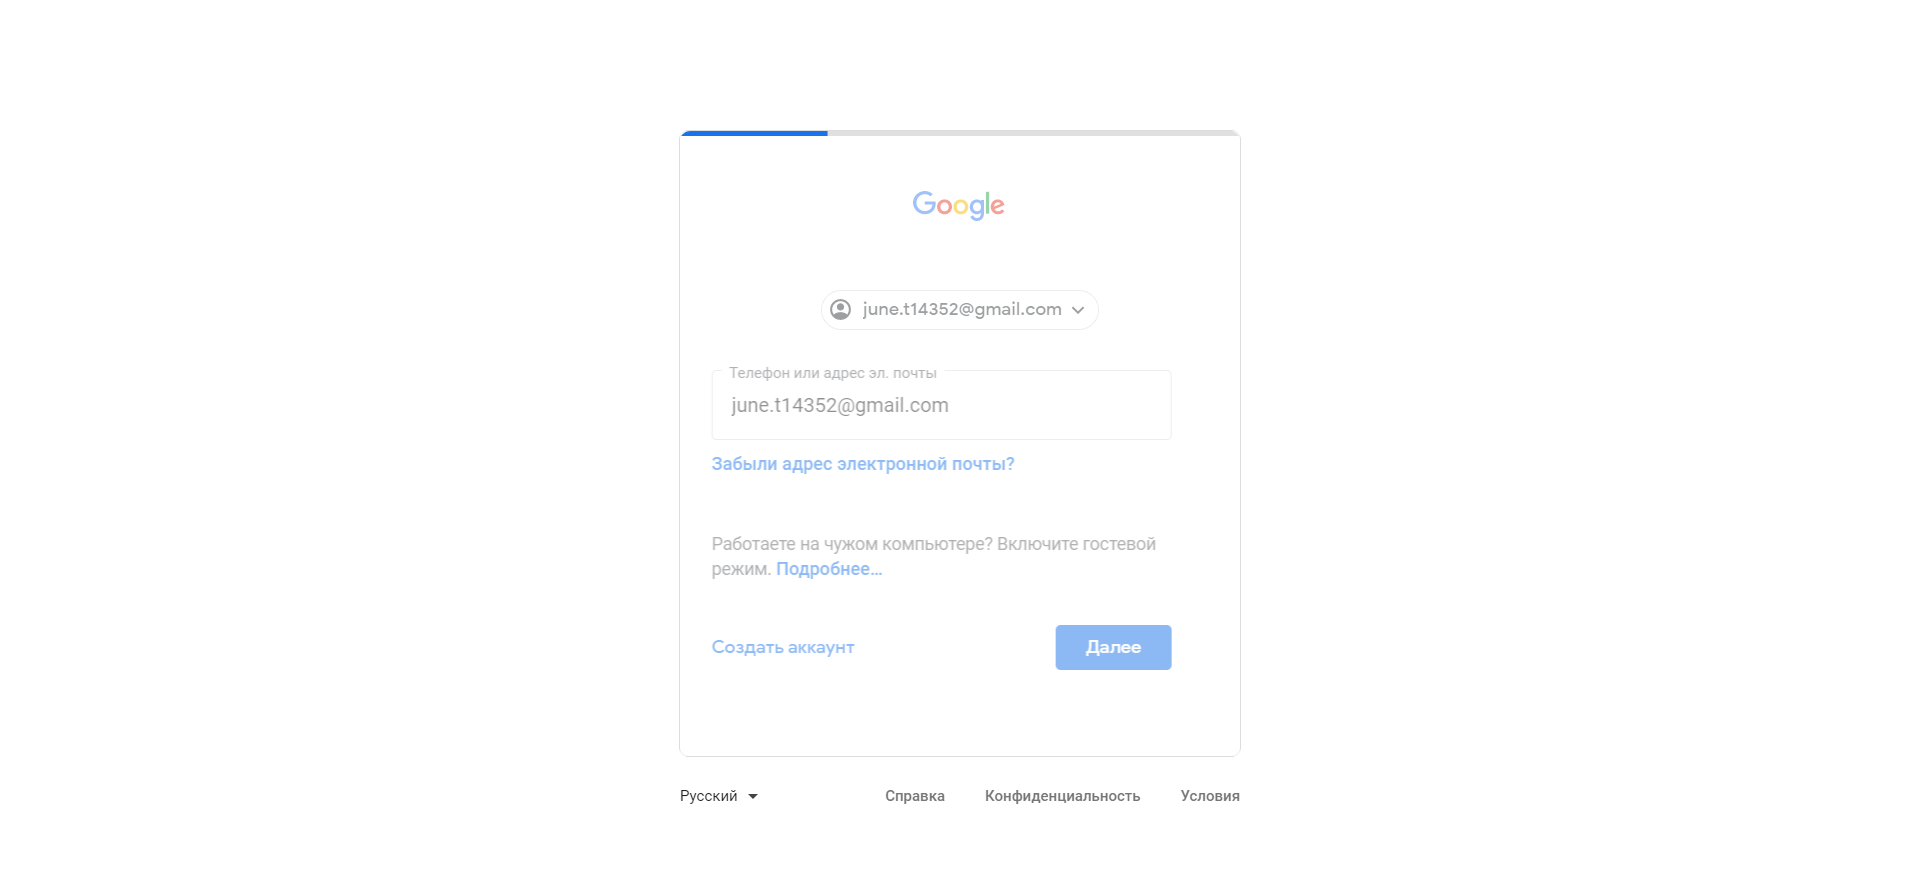 Google
june.t14352@gmail.com
Телефон или адрес эл. почты
june.t14352@gmail.com
Забыли адрес электронной почты?
Работаете на чужом компьютере? Включите гостевой
режим. Подробнее...
Создать аккаунт
Далее
Русский
Справка
Конфиденциальность
Условия